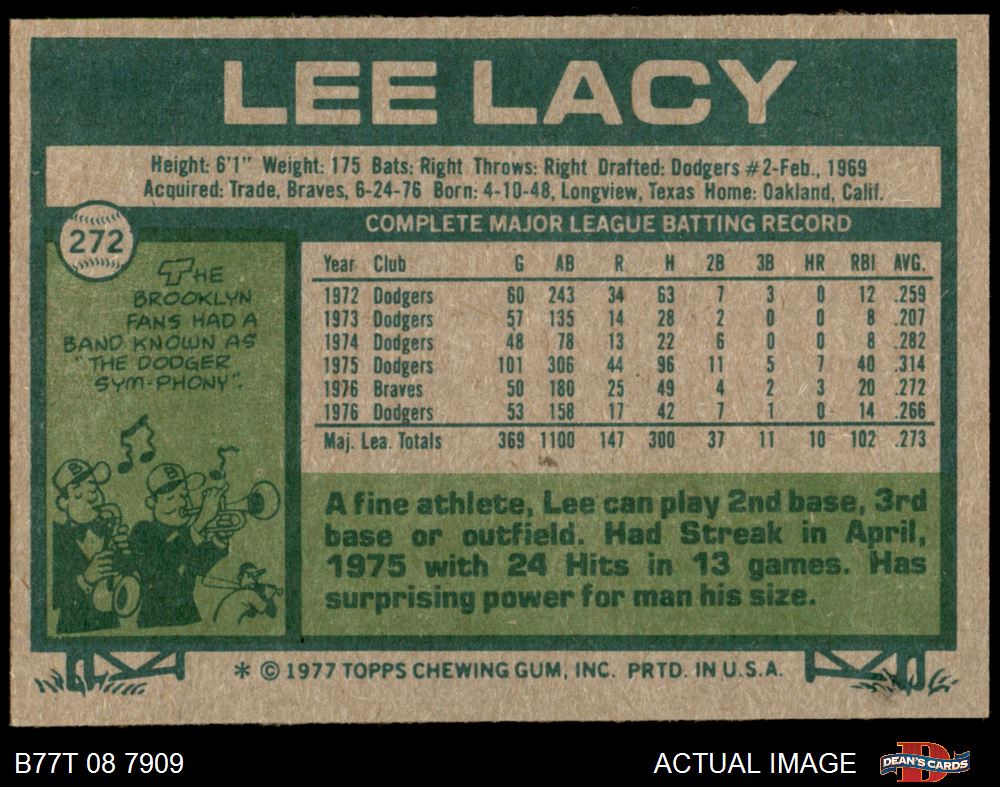 LEE LACY
Height: 6'1" Weight: 175 Bats: Right Throws: Right Drafted: Dodgers #2-Feb., 1969
Acquired: Trade, Braves, 6-24-76 Born: 4-10-48, Longview, Texas Home: Oakland, Calif.
272
THE
BROOKLYN
FANS HAD A
BAND KNOWN AS
"THE DODGER
SYM-PHONY".
B
B
COMPLETE MAJOR LEAGUE BATTING RECORD
Year Club G AB R H 2B 3B HR RBI AVG.
1972 Dodgers 60 243 34 63 7 3 0 12 .259
1973 Dodgers 57 135 14 28 2 0 0 8 .207
1974 Dodgers 48 78 13 22 6 0 0 8 .282
1975 Dodgers 101 306 44 96 11 5 7 40 .314
1976 Braves 50 180 25 49 4 2 3 20 .272
1976 Dodgers 53 158 17 42 7 1 0 14 .266
Maj. Lea. Totals 369 1100 147 300 37 11 10 102 .273
A fine athlete, Lee can play 2nd base, 3rd
base or outfield. Had Streak in April,
1975 with 24 Hits in 13 games. Has
surprising power for man his size.
* © 1977 TOPPS CHEWING GUM, INC. PRTD. IN U.S.A.
B77T 08 7909
ACTUAL IMAGE
D
DEAN'S CARDS